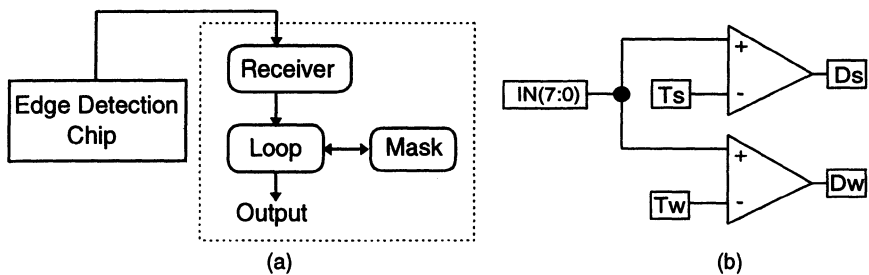 Edge Detection
Chip
Receiver
Loop
Mask
Output
(a)
IN(7:0)
+
Ts
-
Ds
+
Tw
-
Dw
(b)